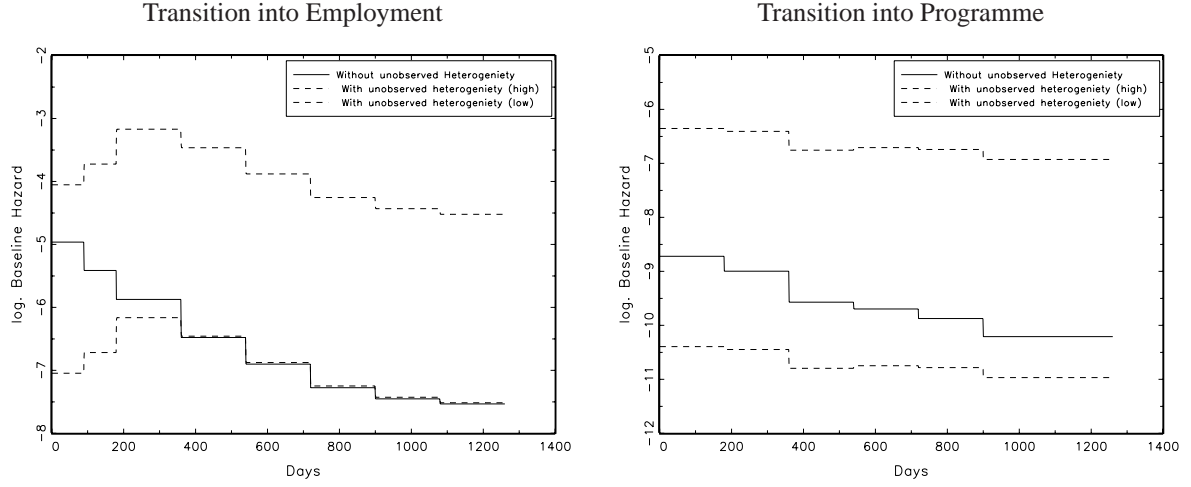 Transition into Employment
Without unobserved Heterogeniety
With unobserved heterogeniety (high)
With unobserved heterogeniety (low)
log. Baseline Hazard
-2
-3
-4
-5
-6
-7
-8
0 200 400 600 800 1000 1200 1400
Days
Transition into Programme
Without unobserved Heterogeniety
With unobserved heterogeniety (high)
With unobserved heterogeniety (low)
log. Baseline Hazard
-5
-6
-7
-8
-9
-10
-11
-12
0 200 400 600 800 1000 1200 1400
Days